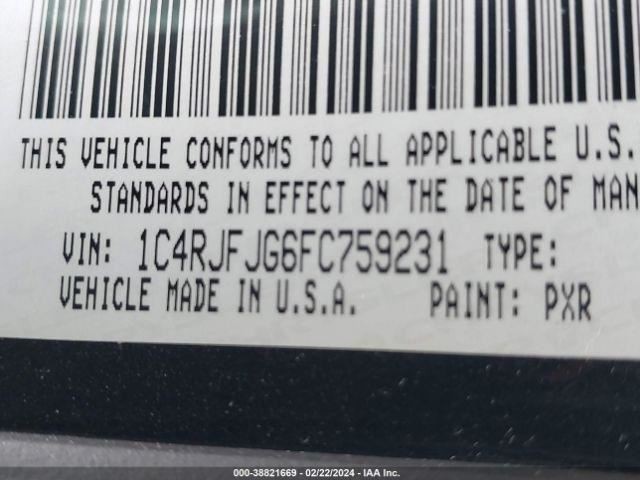 THIS VEHICLE CONFORMS TO ALL APPLICABLE U.S.
STANDARDS IN EFFECT ON THE DATE OF MAN
VIN: 1C4RJFJG6FC759231 TYPE:
VEHICLE MADE IN U.S.A. PAINT: PXR
000-38821669 - 02/22/2024 - IAA Inc.